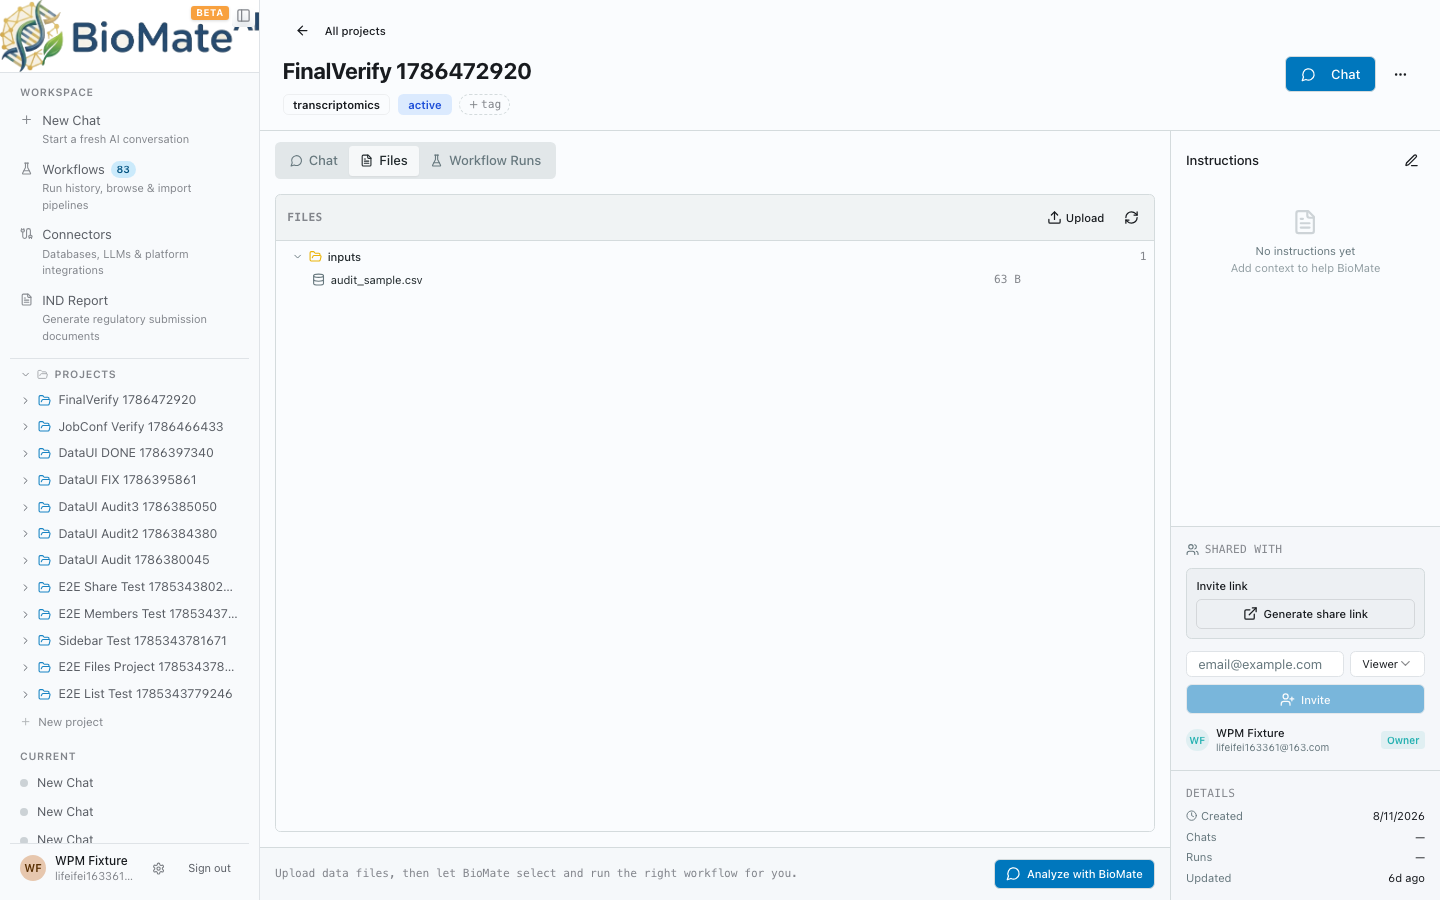 BioMate
BETA
WORKSPACE
New Chat
Start a fresh AI conversation
Workflows 83
Run history, browse & import
pipelines
Connectors
Databases, LLMs & platform
integrations
IND Report
Generate regulatory submission
documents
PROJECTS
FinalVerify 1786472920
JobConf Verify 1786466433
DataUI DONE 1786397340
DataUI FIX 1786395861
DataUI Audit3 1786385050
DataUI Audit2 1786384380
DataUI Audit 1786380045
E2E Share Test 1785343802...
E2E Members Test 17853437...
Sidebar Test 1785343781671
E2E Files Project 178534378...
E2E List Test 1785343779246
+ New project
CURRENT
New Chat
New Chat
New Chat
WF WPM Fixture
lifeifei163361...
Sign out
All projects
FinalVerify 1786472920
transcriptomics active + tag
Chat
Chat Files Workflow Runs
FILES
Upload
inputs 1
audit_sample.csv 63 B
Upload data files, then let BioMate select and run the right workflow for you.
Analyze with BioMate
Instructions
No instructions yet
Add context to help BioMate
SHARED WITH
Invite link
Generate share link
email@example.com Viewer
Invite
WF WPM Fixture
lifeifei163361@163.com
Owner
DETAILS
Created 8/11/2026
Chats —
Runs —
Updated 6d ago